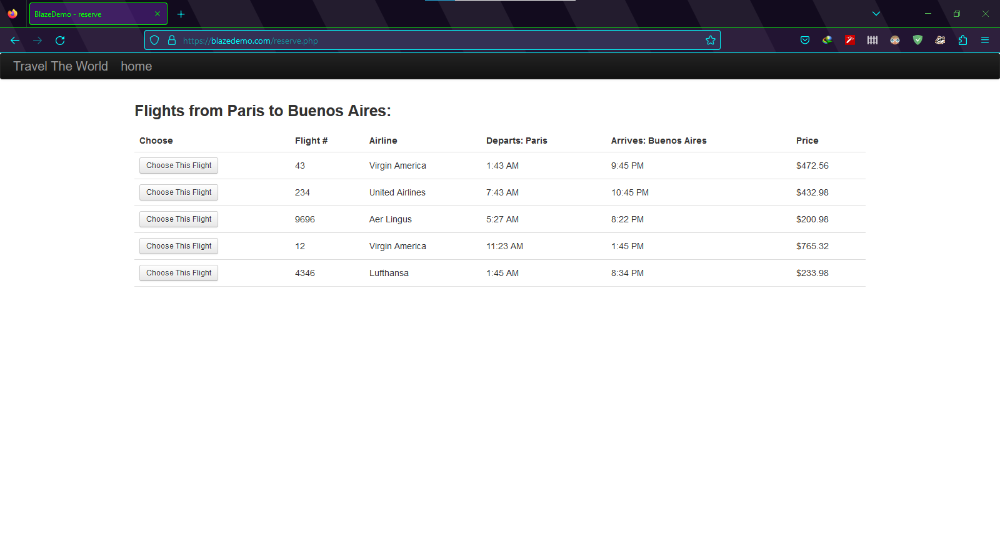 BlazeDemo - reserve
https://blazedemo.com/reserve.php
Travel The World home
Flights from Paris to Buenos Aires:
Choose Flight # Airline Departs: Paris Arrives: Buenos Aires Price
Choose This Flight 43 Virgin America 1:43 AM 9:45 PM $472.56
Choose This Flight 234 United Airlines 7:43 AM 10:45 PM $432.98
Choose This Flight 9696 Aer Lingus 5:27 AM 8:22 PM $200.98
Choose This Flight 12 Virgin America 11:23 AM 1:45 PM $765.32
Choose This Flight 4346 Lufthansa 1:45 AM 8:34 PM $233.98